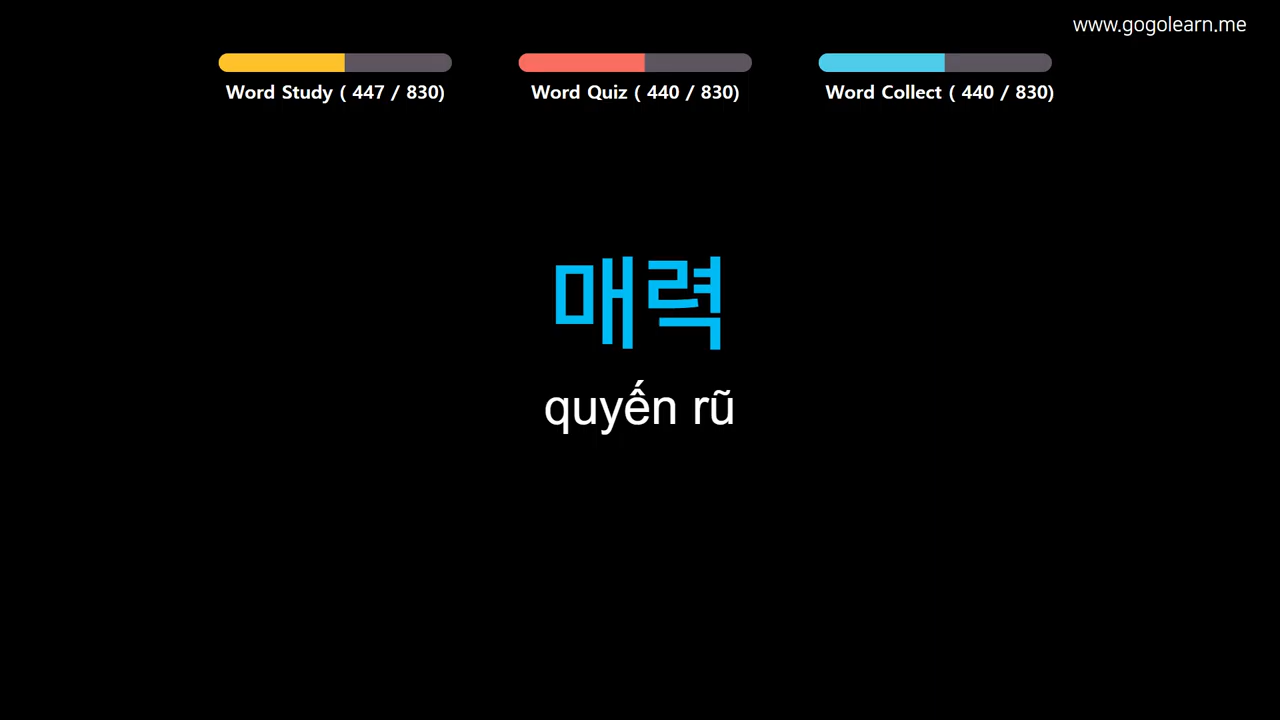 www.gogolearn.me
Word Study ( 447 / 830)
Word Quiz ( 440 / 830)
Word Collect ( 440 / 830)
매력
quyến rũ